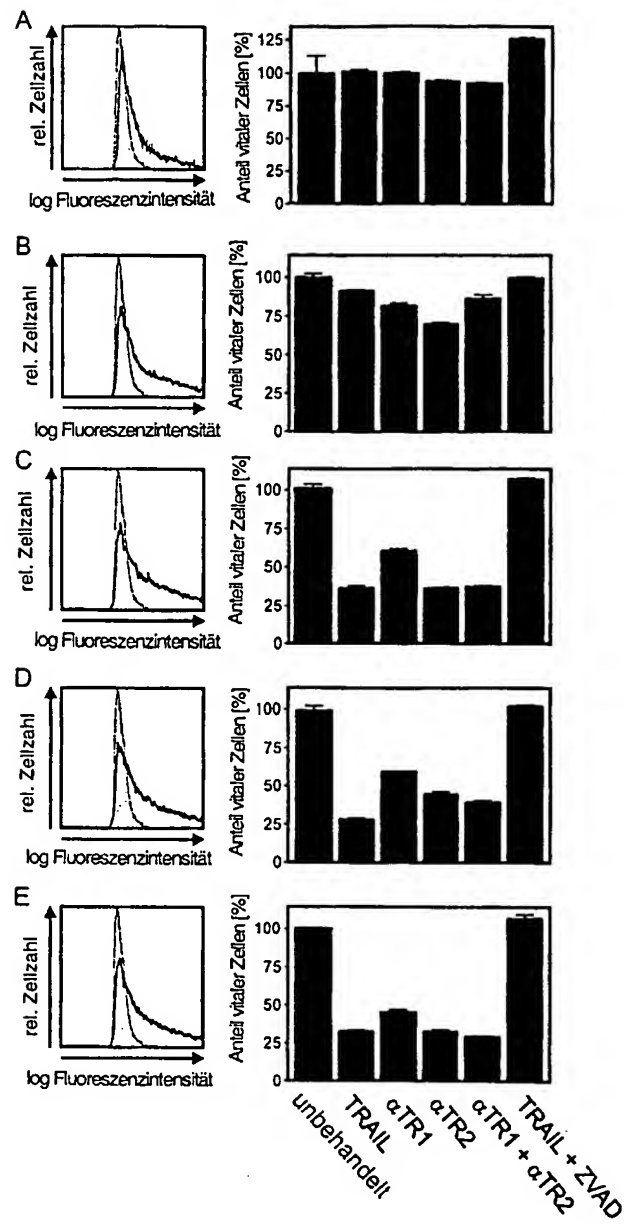 A
rel. Zellzahl
log Fluoreszenzintensität
Anteil vitaler Zellen [%]
125
100
75
50
25
0
B
rel. Zellzahl
log Fluoreszenzintensität
Anteil vitaler Zellen [%]
100
75
50
25
0
C
rel. Zellzahl
log Fluoreszenzintensität
Anteil vitaler Zellen [%]
100
75
50
25
0
D
rel. Zellzahl
log Fluoreszenzintensität
Anteil vitaler Zellen [%]
100
75
50
25
0
E
rel. Zellzahl
log Fluoreszenzintensität
Anteil vitaler Zellen [%]
100
75
50
25
0
unbehandelt
TRAIL
αTR1
αTR2
αTR1 + αTR2
TRAIL + ZVAD